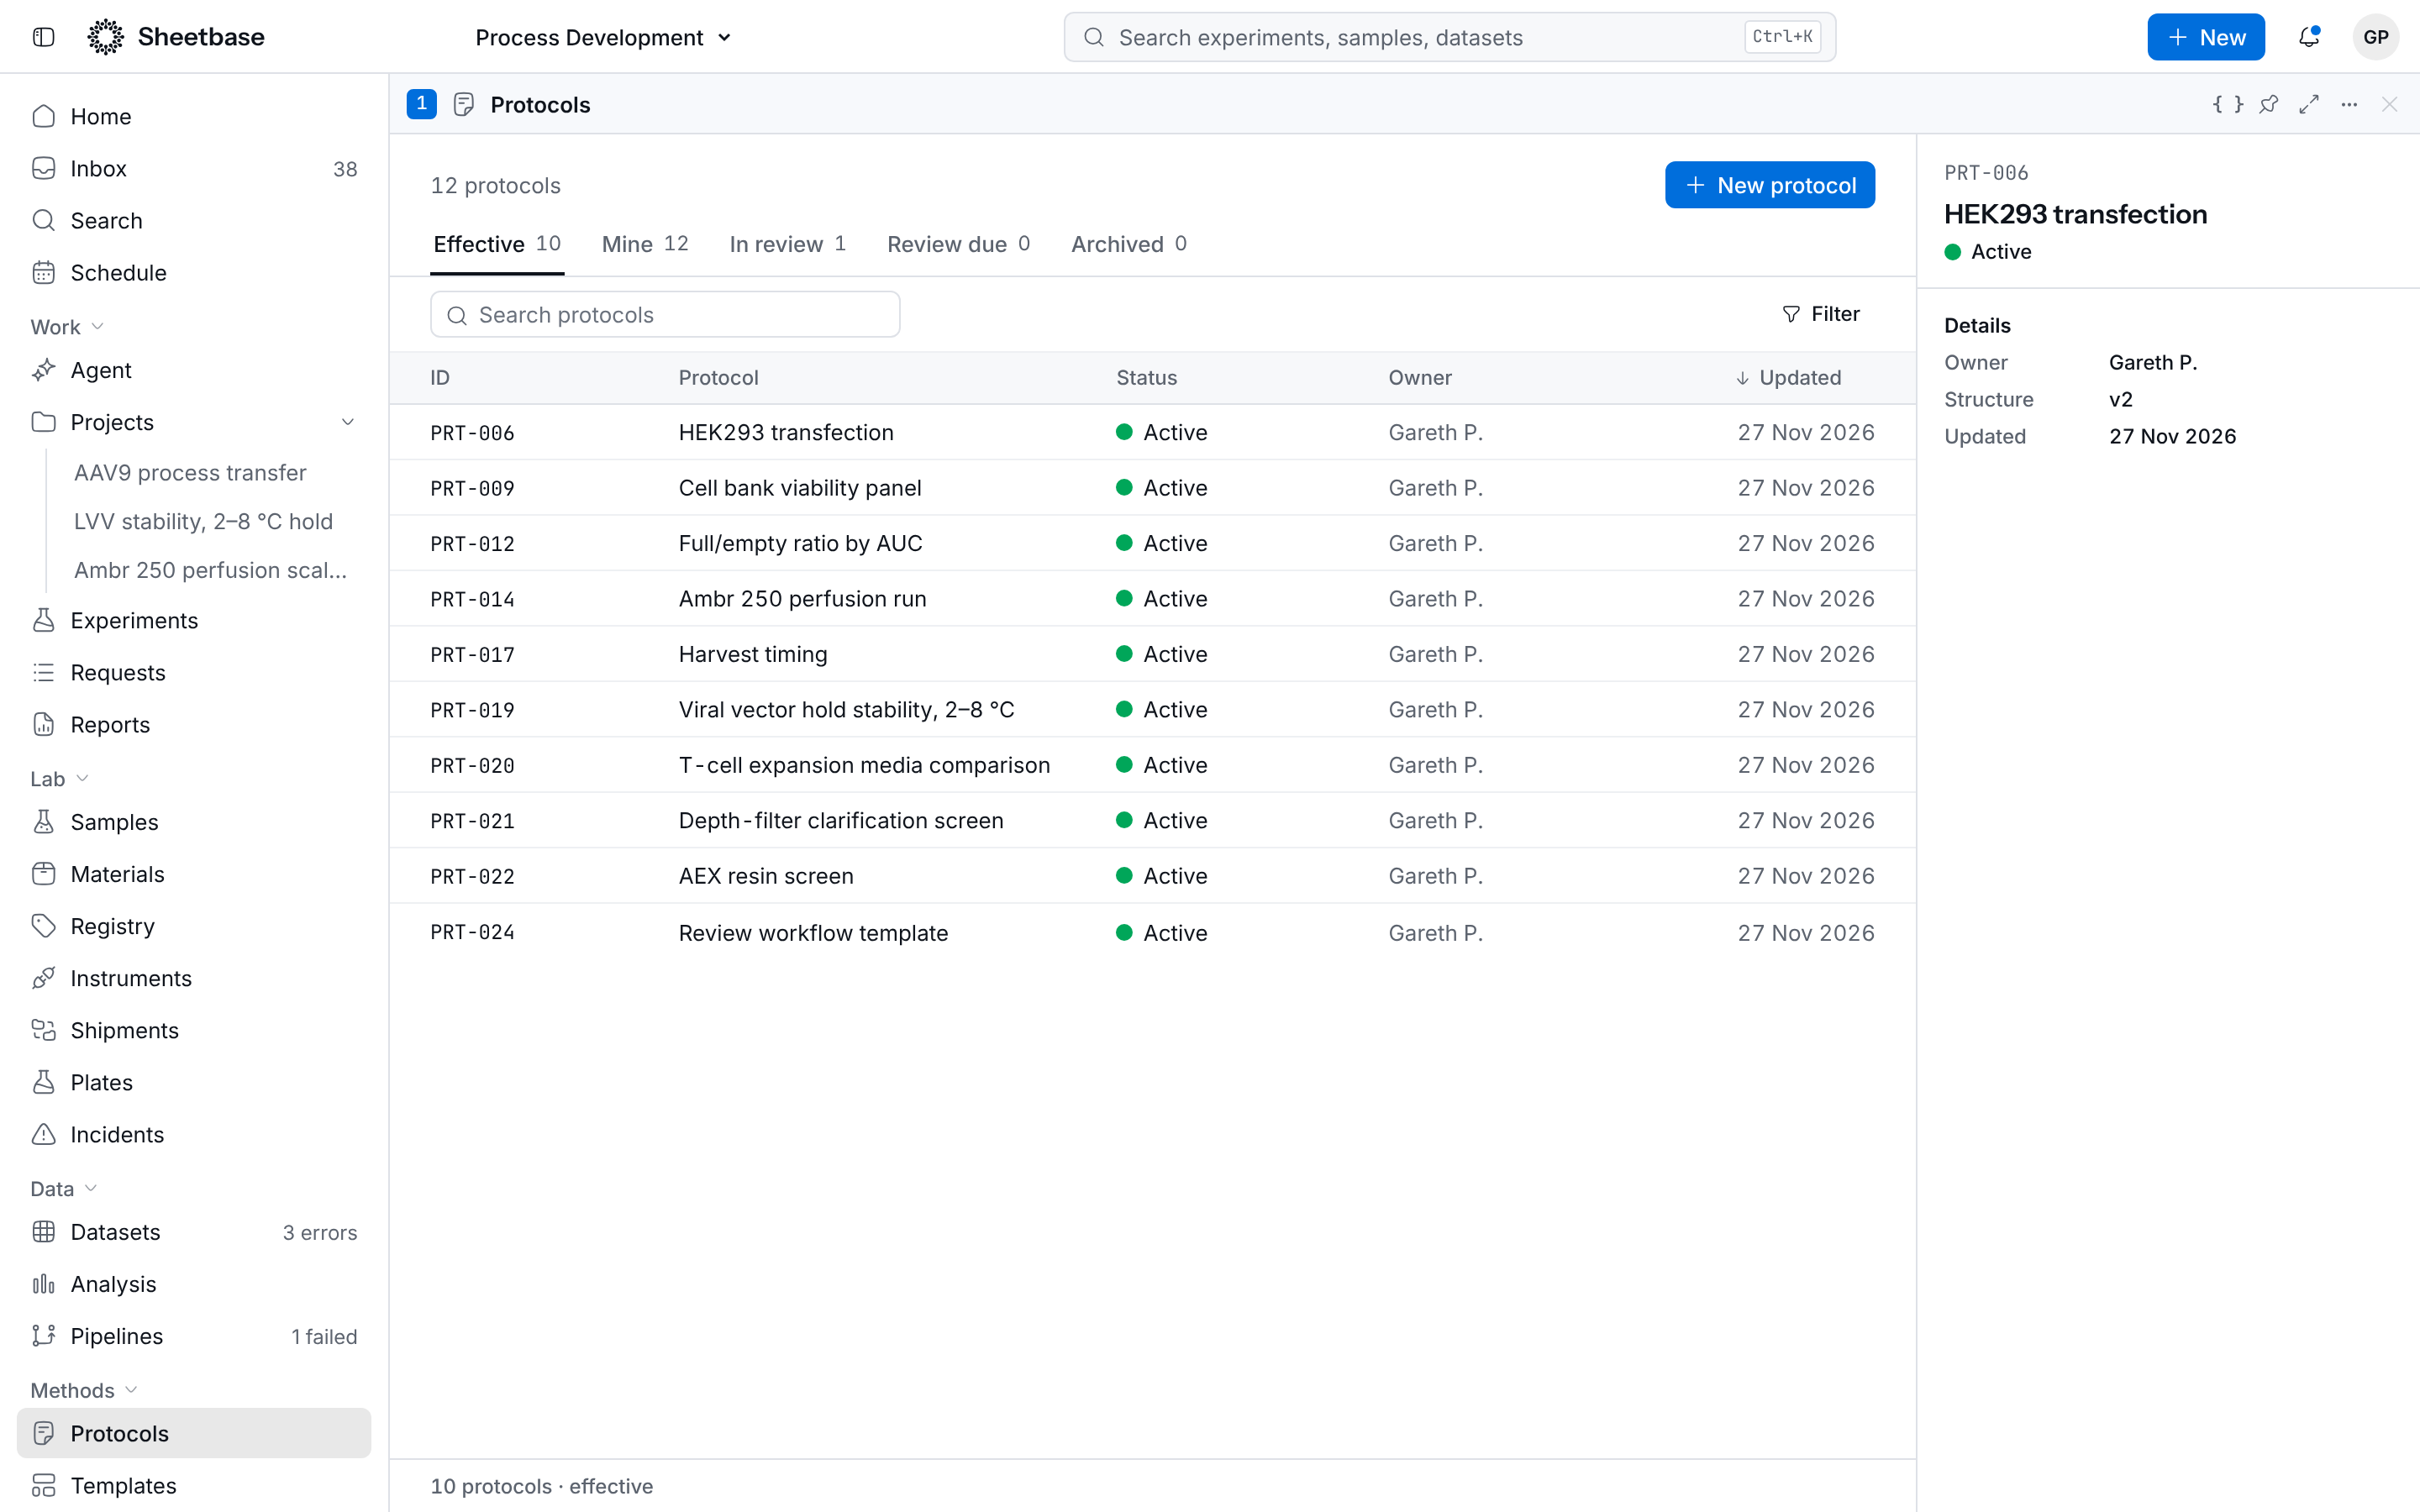 Sheetbase
Process Development
Search experiments, samples, datasets
Ctrl+K
New
GP
Home
Inbox 38
Search
Schedule
Work
Agent
Projects
AAV9 process transfer
LVV stability, 2–8 °C hold
Ambr 250 perfusion scal...
Experiments
Requests
Reports
Lab
Samples
Materials
Registry
Instruments
Shipments
Plates
Incidents
Data
Datasets 3 errors
Analysis
Pipelines 1 failed
Methods
Protocols
Templates
1 Protocols
12 protocols
New protocol
Effective 10 Mine 12 In review 1 Review due 0 Archived 0
Search protocols
Filter
ID Protocol Status Owner Updated
PRT-006 HEK293 transfection Active Gareth P. 27 Nov 2026
PRT-009 Cell bank viability panel Active Gareth P. 27 Nov 2026
PRT-012 Full/empty ratio by AUC Active Gareth P. 27 Nov 2026
PRT-014 Ambr 250 perfusion run Active Gareth P. 27 Nov 2026
PRT-017 Harvest timing Active Gareth P. 27 Nov 2026
PRT-019 Viral vector hold stability, 2–8 °C Active Gareth P. 27 Nov 2026
PRT-020 T-cell expansion media comparison Active Gareth P. 27 Nov 2026
PRT-021 Depth-filter clarification screen Active Gareth P. 27 Nov 2026
PRT-022 AEX resin screen Active Gareth P. 27 Nov 2026
PRT-024 Review workflow template Active Gareth P. 27 Nov 2026
10 protocols · effective
PRT-006
HEK293 transfection
Active
Details
Owner Gareth P.
Structure v2
Updated 27 Nov 2026